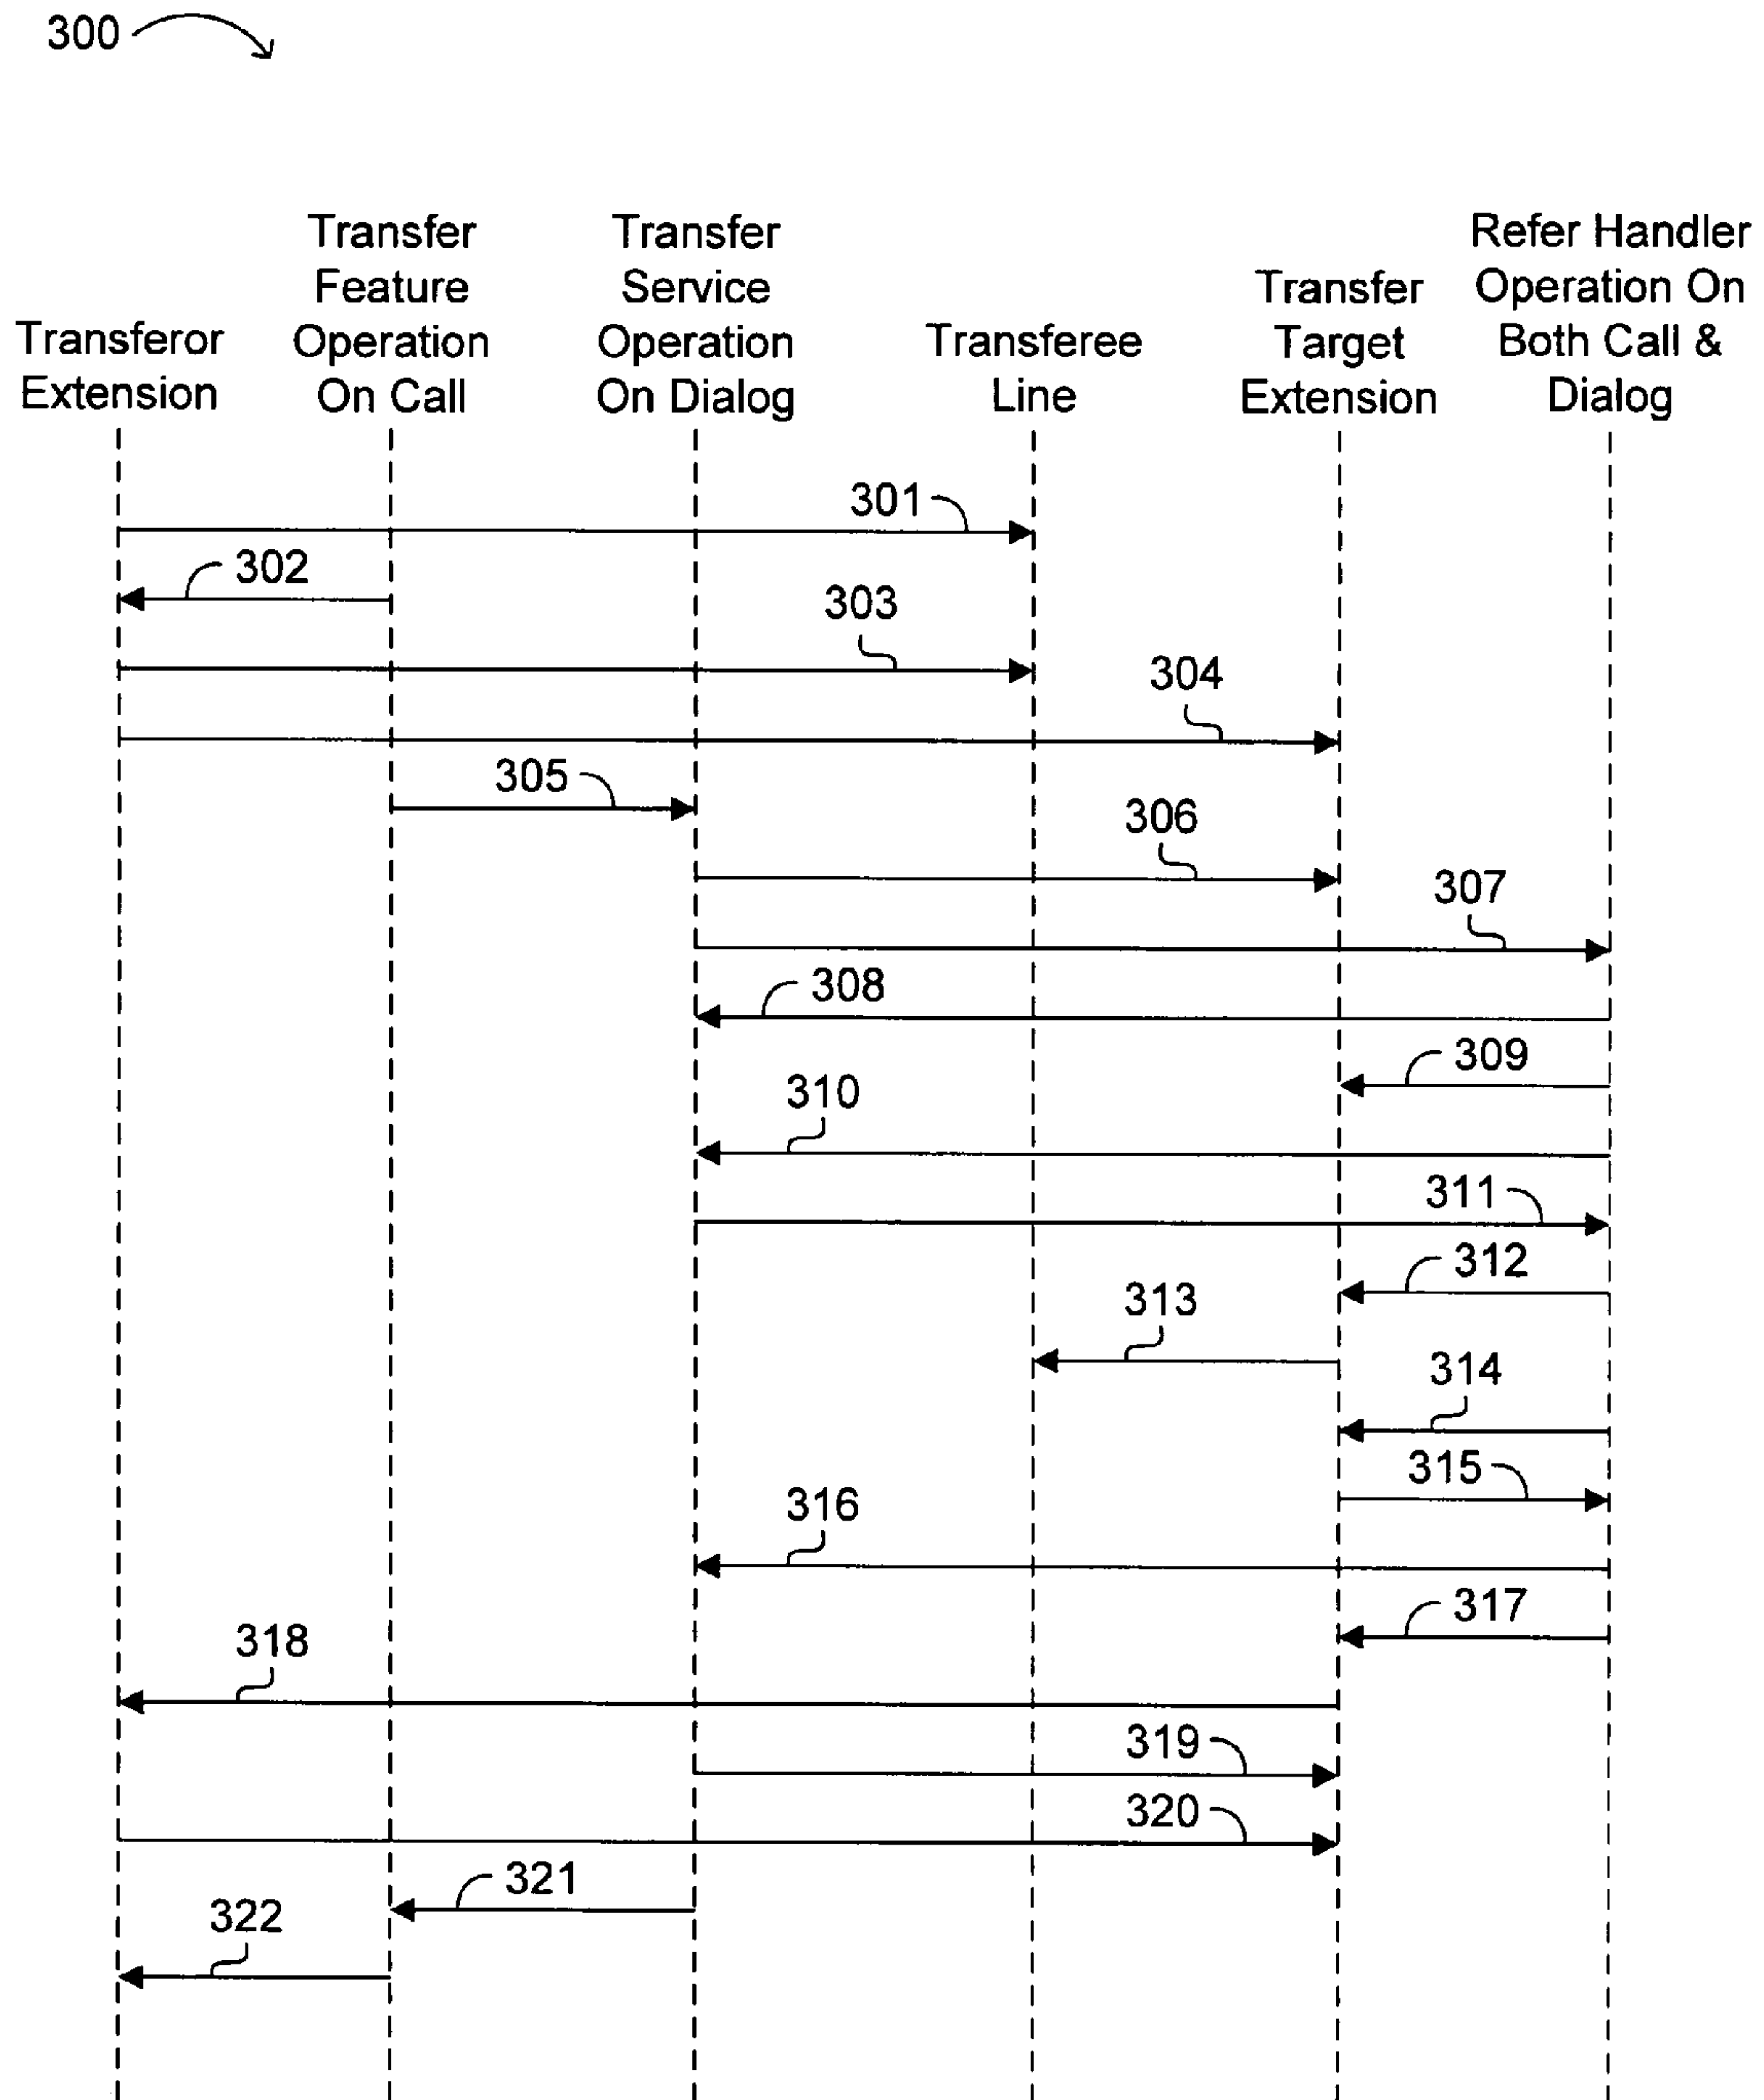 300
Transferor
Extension
Transfer
Feature
Operation
On Call
Transfer
Service
Operation
On Dialog
Transferee
Line
Transfer
Target
Extension
Refer Handler
Operation On
Both Call &
Dialog
301
302
303
304
305
306
307
308
309
310
311
312
313
314
315
316
317
318
319
320
321
322